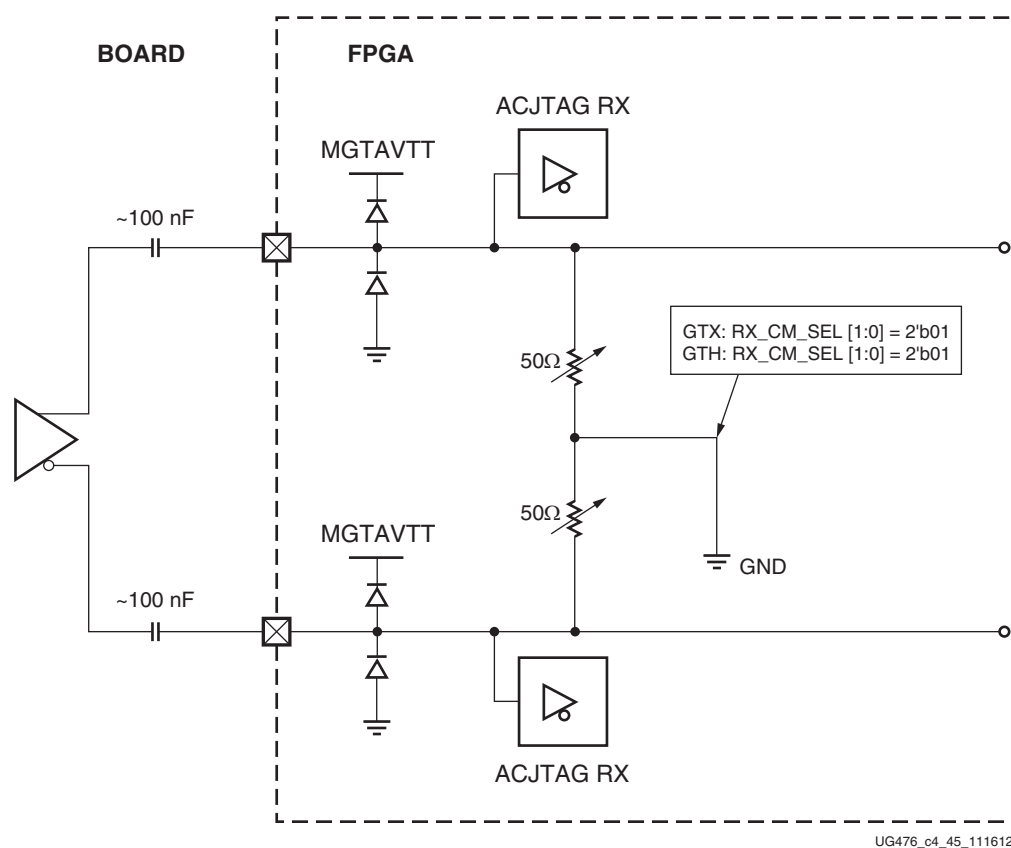 BOARD
FPGA
ACJTAG RX
MGTAVTT
~100 nF
GTX: RX_CM_SEL [1:0] = 2'b01
GTH: RX_CM_SEL [1:0] = 2'b01
50Ω
50Ω
MGTAVTT
GND
~100 nF
ACJTAG RX
UG476_c4_45_111612